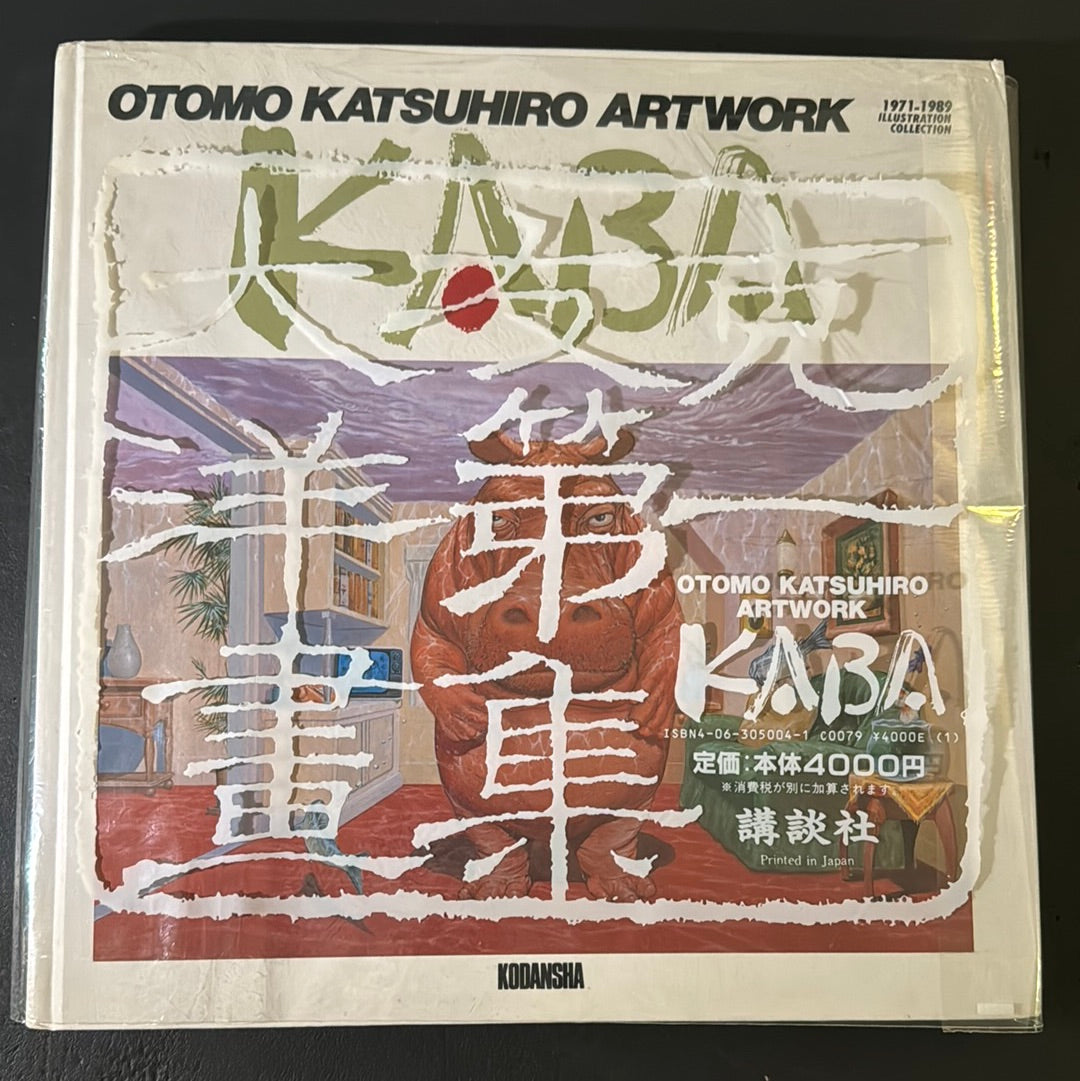 OTOMO KATSUHIRO ARTWORK
1971-1989
ILLUSTRATION
COLLECTION
KABA
大友克
洋第一
畫集
OTOMO KATSUHIRO
ARTWORK
KABA
ISBN4-06-305004-1 C0079 ¥4000E (1)
定価:本体4000円
※消費税が別に加算されます。
講談社
Printed in Japan
KODANSHA